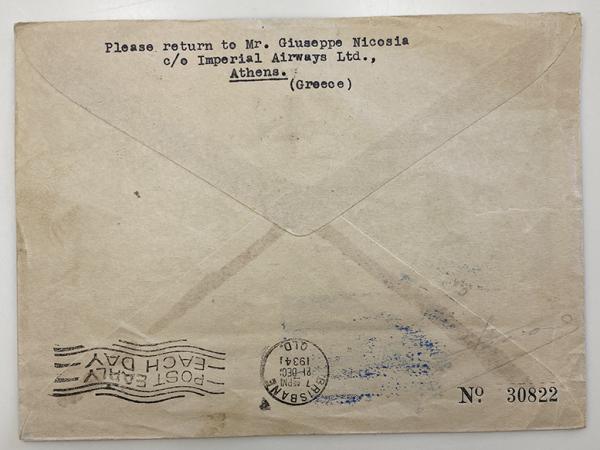 Please return to Mr. Giuseppe Nicosia
c/o Imperial Airways Ltd.,
Athens.
(Greece)
POST EARLY
EACH DAY
BRISBANE
21-DEC
1934
QLD.
Nº 30822